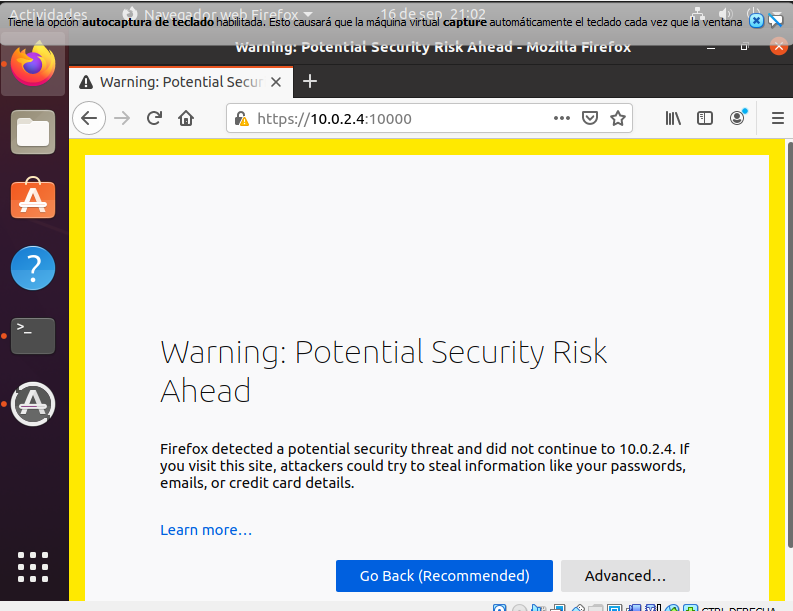 Actividades
Navegador web Firefox
16 de sep 21:02
Tiene la opción autocaptura de teclado habilitada. Esto causará que la máquina virtual capture automáticamente el teclado cada vez que la ventana
Warning: Potential Security Risk Ahead - Mozilla Firefox
Warning: Potential Secur
https://10.0.2.4:10000
Warning: Potential Security Risk
Ahead
Firefox detected a potential security threat and did not continue to 10.0.2.4. If
you visit this site, attackers could try to steal information like your passwords,
emails, or credit card details.
Learn more…
Go Back (Recommended)
Advanced…
CTRL DERECHA